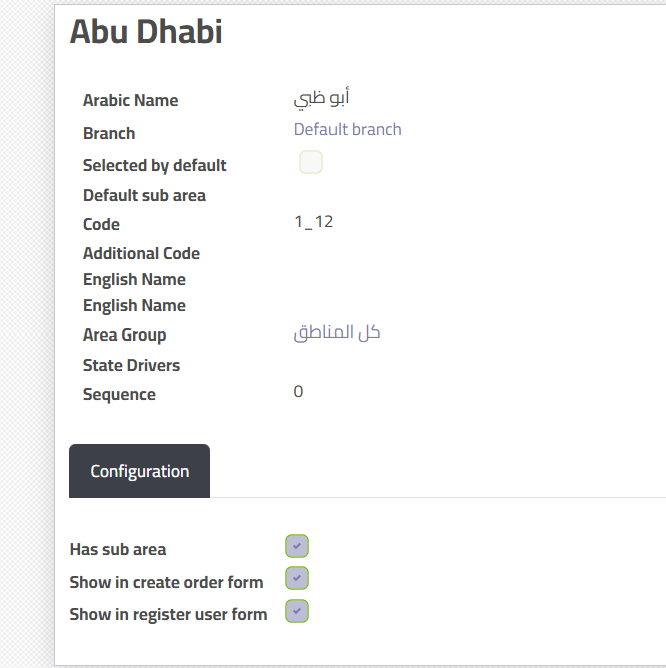 Abu Dhabi
Arabic Name أبو ظبي
Branch Default branch
Selected by default
Default sub area
Code 1_12
Additional Code
English Name
English Name
Area Group كل المناطق
State Drivers
Sequence 0
Configuration
Has sub area
Show in create order form
Show in register user form